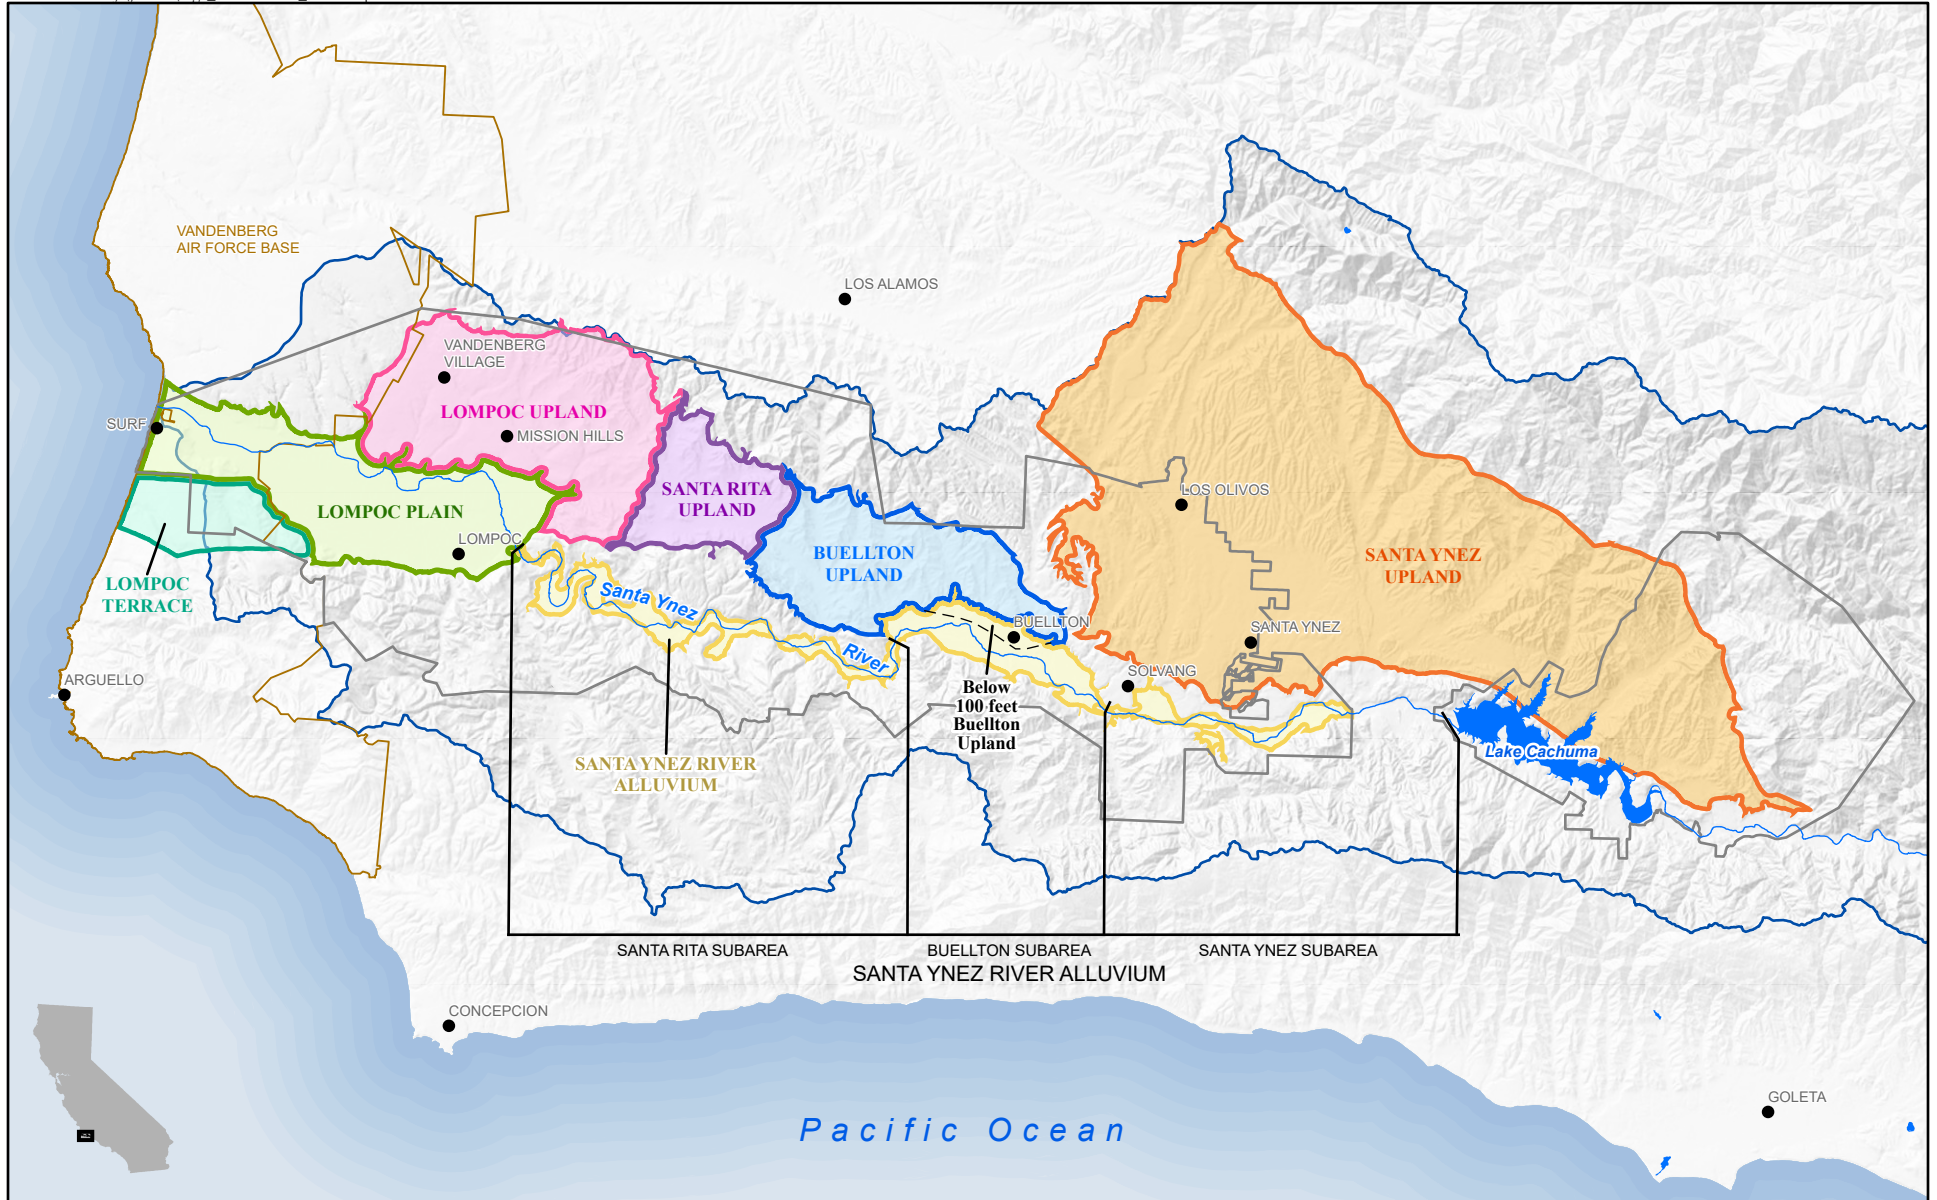 VANDENBERG
AIR FORCE BASE
LOS ALAMOS
VANDENBERG
VILLAGE
LOMPOC UPLAND
MISSION HILLS
SURF
SANTA RITA
UPLAND
LOMPOC PLAIN
LOMPOC
LOS OLIVOS
BUELLTON
UPLAND
SANTA YNEZ
UPLAND
LOMPOC
TERRACE
Santa Ynez
River
BUELLTON
SANTA YNEZ
SOLVANG
ARGUELLO
Below
100 feet
Buellton
Upland
Lake Cachuma
SANTA YNEZ RIVER
ALLUVIUM
SANTA RITA SUBAREA
BUELLTON SUBAREA
SANTA YNEZ SUBAREA
SANTA YNEZ RIVER ALLUVIUM
CONCEPCION
GOLETA
Pacific Ocean